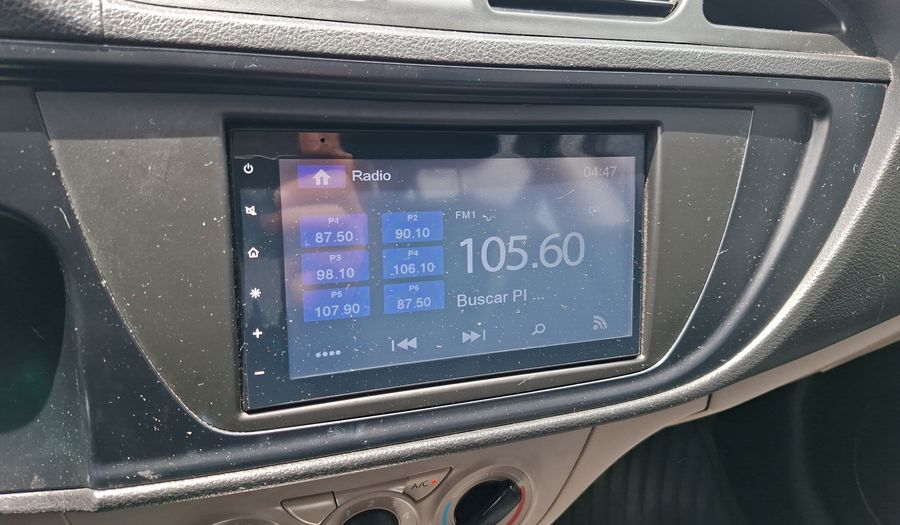 Radio
04:47
P1
87.50
P2
90.10
P3
98.10
P4
106.10
P5
107.90
P6
87.50
FM1
105.60
Buscar PI ...
A/C